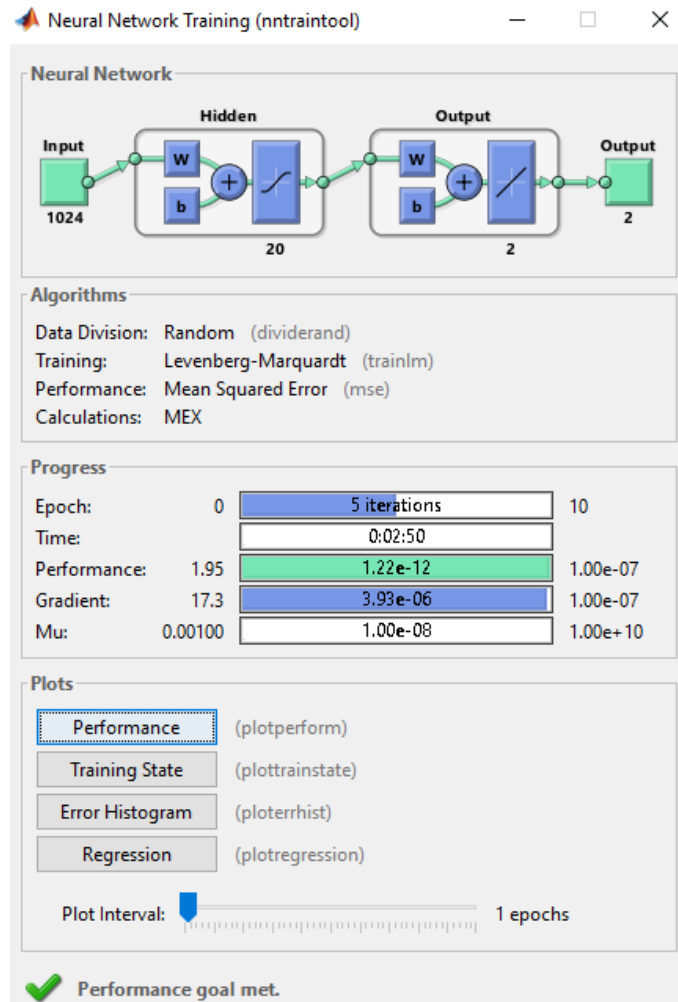 Neural Network Training (nntraintool)
Neural Network
Hidden Output
Input Output
W W
b b
1024 2
20 2
Algorithms
Data Division: Random (dividerand)
Training: Levenberg-Marquardt (trainlm)
Performance: Mean Squared Error (mse)
Calculations: MEX
Progress
Epoch: 0 5 iterations 10
Time: 0:02:50
Performance: 1.95 1.22e-12 1.00e-07
Gradient: 17.3 3.93e-06 1.00e-07
Mu: 0.00100 1.00e-08 1.00e+10
Plots
Performance (plotperform)
Training State (plottrainstate)
Error Histogram (ploterrhist)
Regression (plotregression)
Plot Interval: 1 epochs
Performance goal met.